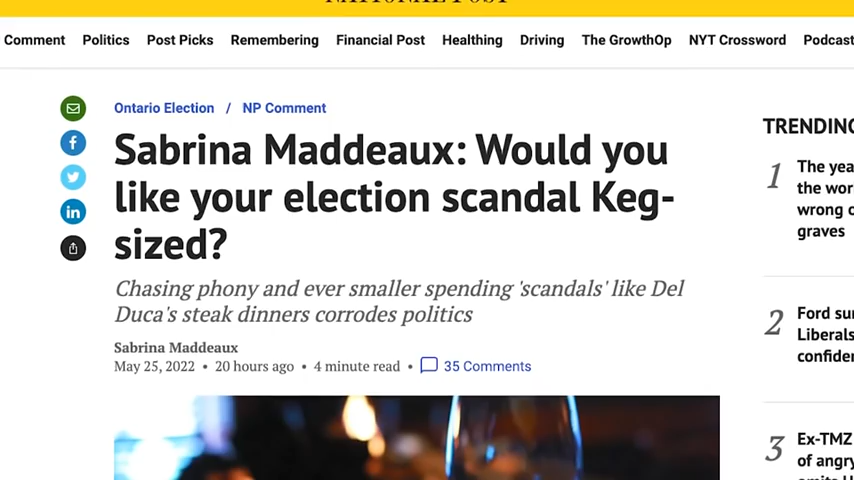 NATIONAL POST
Comment Politics Post Picks Remembering Financial Post Healthing Driving The GrowthOp NYT Crossword Podcast
Ontario Election / NP Comment
Sabrina Maddeaux: Would you
like your election scandal Keg-
sized?
Chasing phony and ever smaller spending 'scandals' like Del
Duca's steak dinners corrodes politics
Sabrina Maddeaux
May 25, 2022 • 20 hours ago • 4 minute read • 35 Comments
TRENDING
1 The yea
the wor
wrong
graves
2 Ford su
Liberals
confide
3 Ex-TMZ
of angry